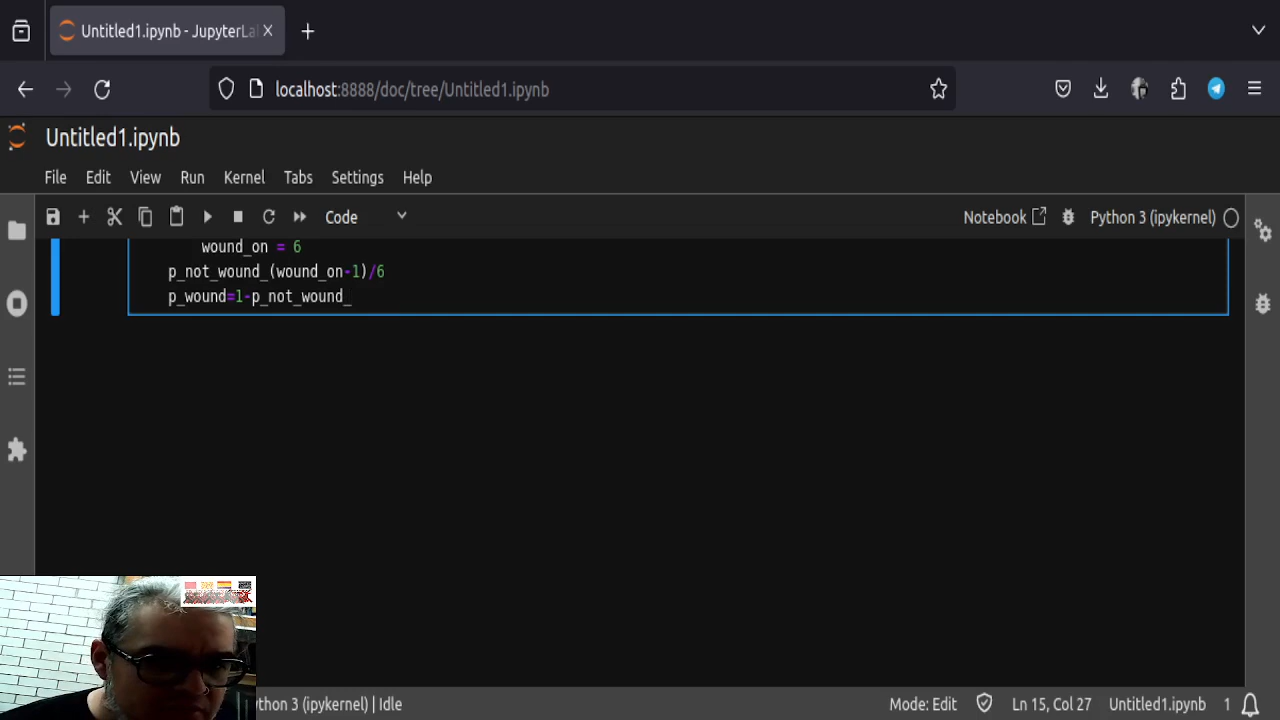 Untitled1.ipynb - JupyterLa
localhost:8888/doc/tree/Untitled1.ipynb
Untitled1.ipynb
File Edit View Run Kernel Tabs Settings Help
Code Notebook Python 3 (ipykernel)
wound_on = 6
p_not_wound_(wound_on-1)/6
p_wound=1-p_not_wound_
ython 3 (ipykernel) | Idle Mode: Edit Ln 15, Col 27 Untitled1.ipynb 1